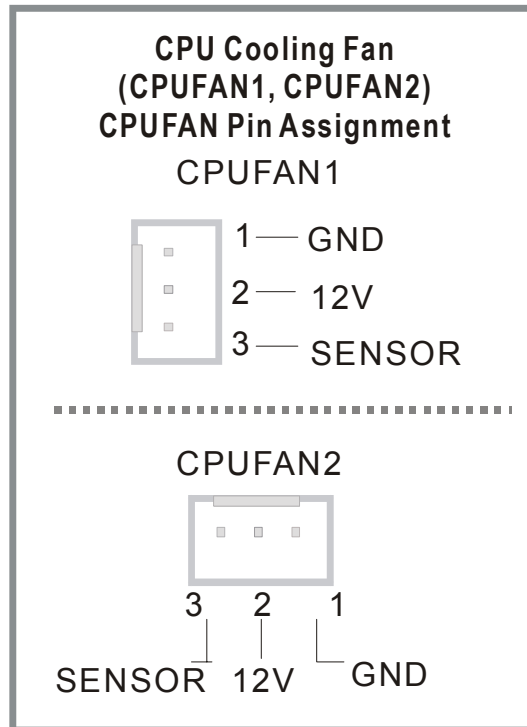 CPU Cooling Fan
(CPUFAN1, CPUFAN2)
CPUFAN Pin Assignment
CPUFAN1
1 GND
2 12V
3 SENSOR
CPUFAN2
3 2 1
SENSOR 12V GND